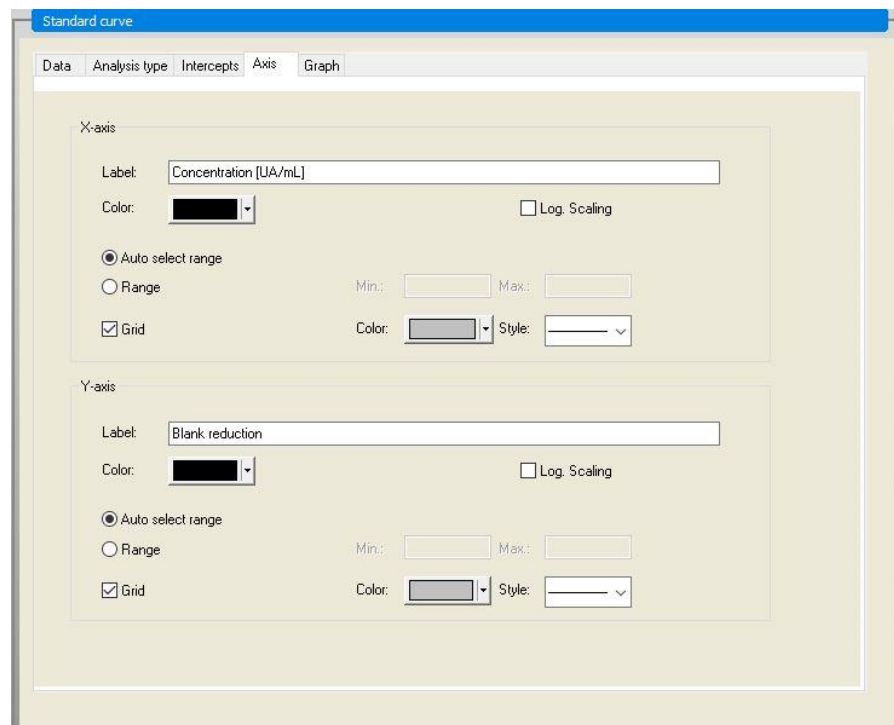 Standard curve
Data Analysis type Intercepts Axis Graph
X-axis
Label: Concentration [UA/mL]
Color: Log. Scaling
Auto select range
Range Min.: Max.:
Grid Color: Style:
Y-axis
Label: Blank reduction
Color: Log. Scaling
Auto select range
Range Min.: Max.:
Grid Color: Style: